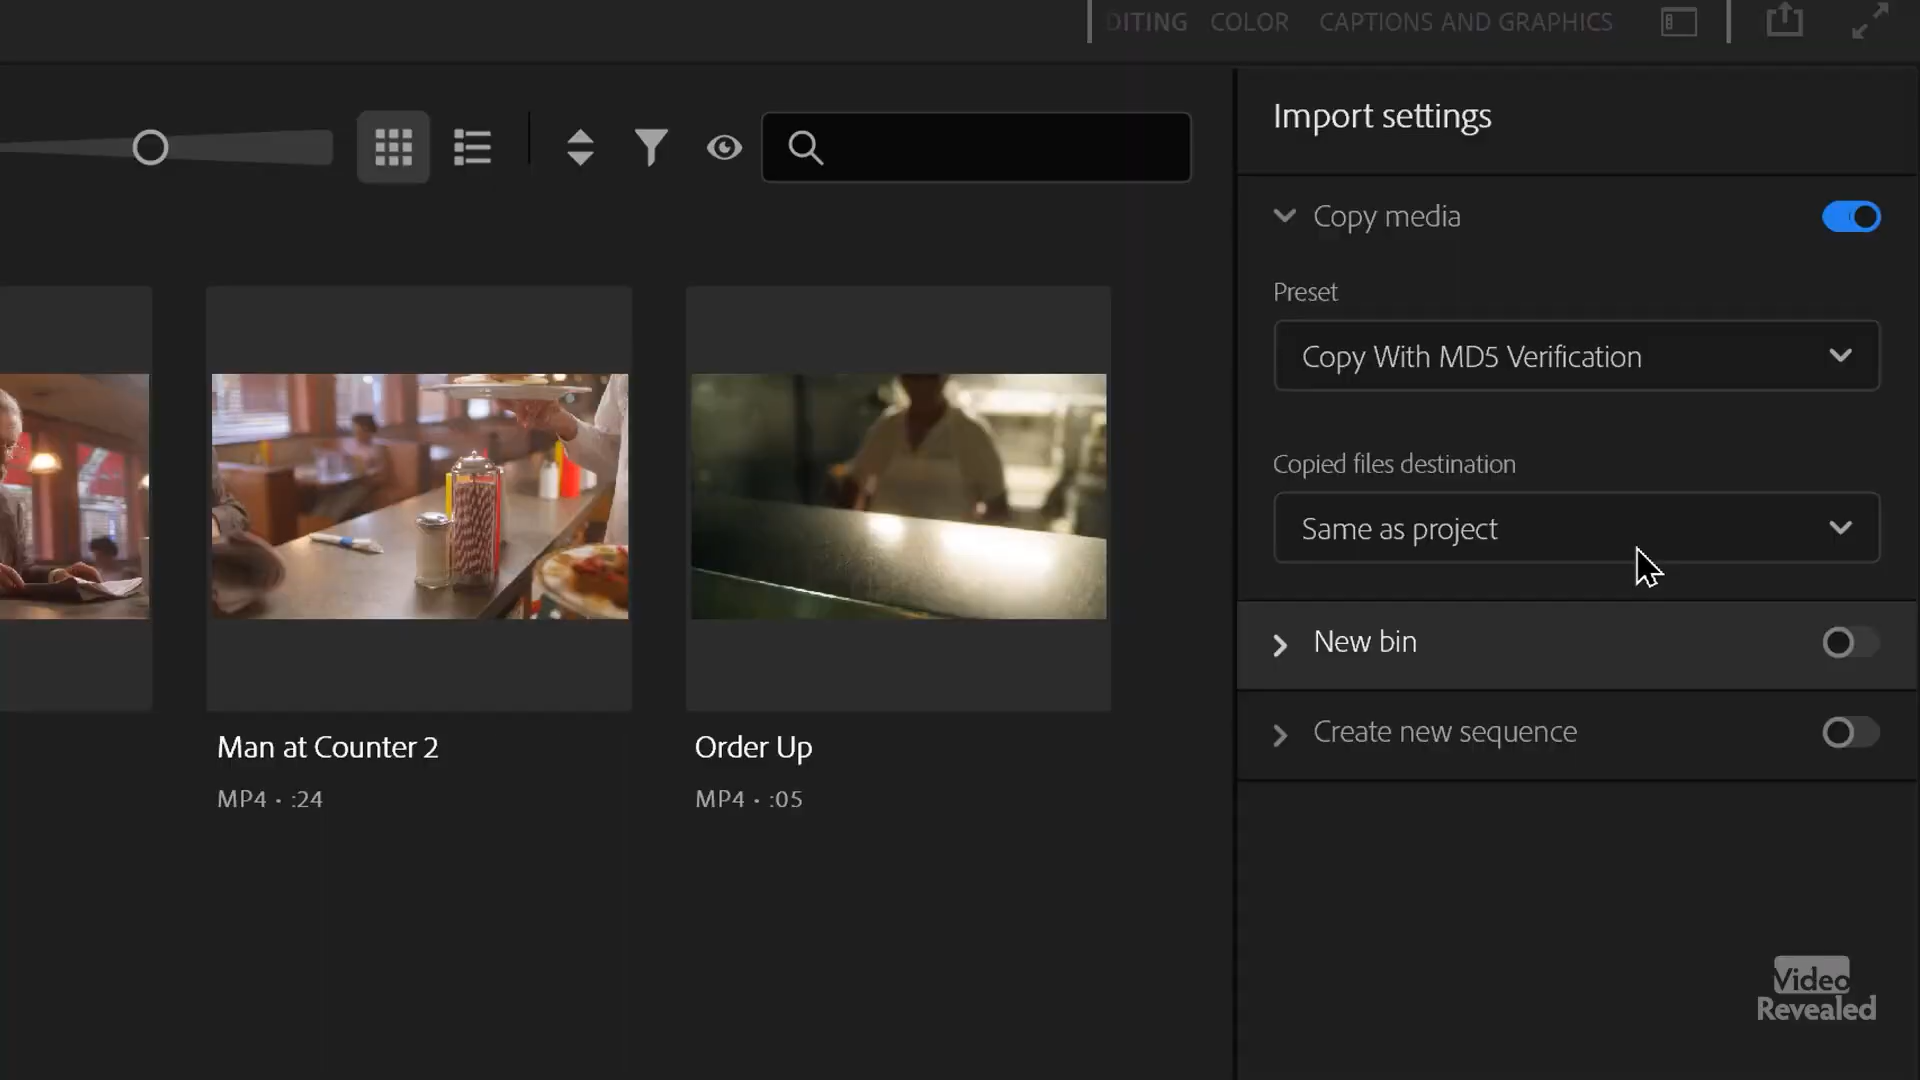 DITING COLOR CAPTIONS AND GRAPHICS
Import settings
Copy media
Preset
Copy With MD5 Verification
Copied files destination
Same as project
New bin
Create new sequence
Man at Counter 2
MP4 · :24
Order Up
MP4 · :05
Video
Revealed